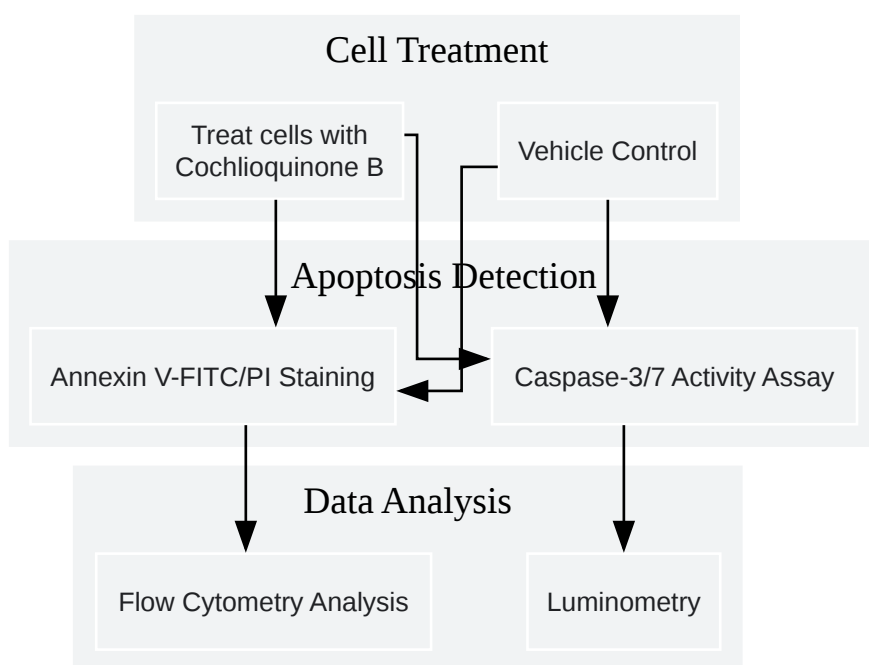 Cell Treatment
Treat cells with
Cochlioquinone B
Vehicle Control
Apoptosis Detection
Annexin V-FITC/PI Staining
Caspase-3/7 Activity Assay
Data Analysis
Flow Cytometry Analysis
Luminometry